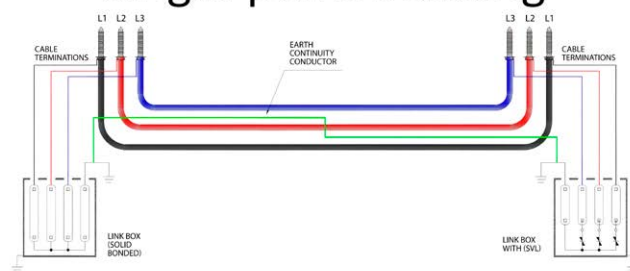 L1 L2 L3
L3 L2 L1
CABLE
TERMINATIONS
EARTH
CONTINUITY
CONDUCTOR
CABLE
TERMINATIONS
LINK BOX
(SOLID
BONDED)
LINK BOX
WITH (SVL)